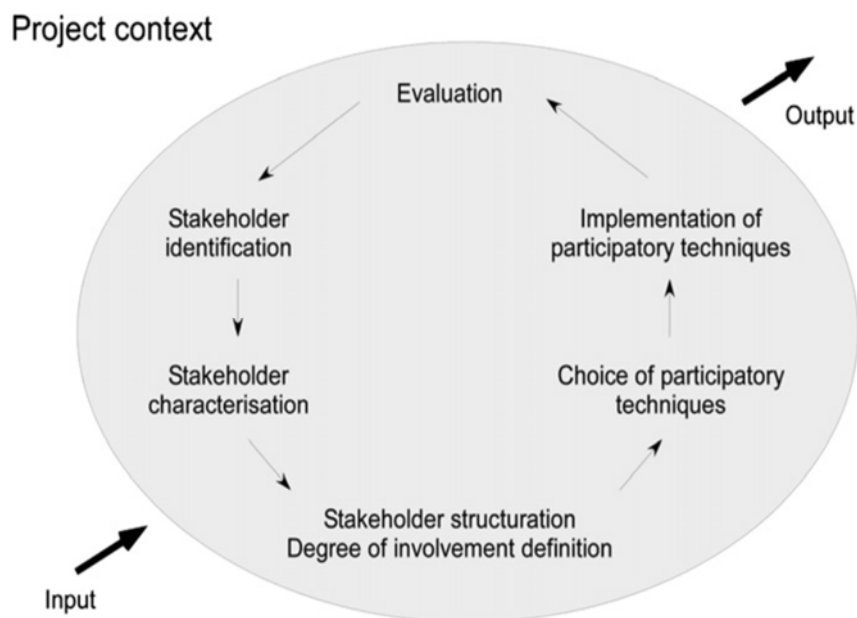 Project context
Evaluation
Output
Stakeholder
identification
Implementation of
participatory techniques
Stakeholder
characterisation
Choice of participatory
techniques
Stakeholder structuration
Degree of involvement definition
Input